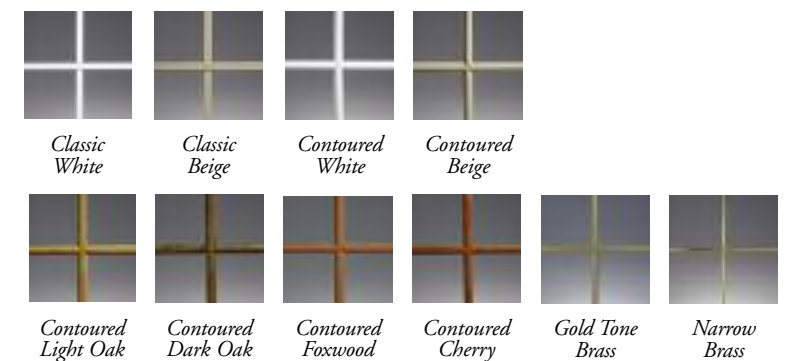 Classic Classic Contoured Contoured
White Beige White Beige
Contoured Contoured Contoured Contoured Gold Tone Narrow
Light Oak Dark Oak Foxwood Cherry Brass Brass